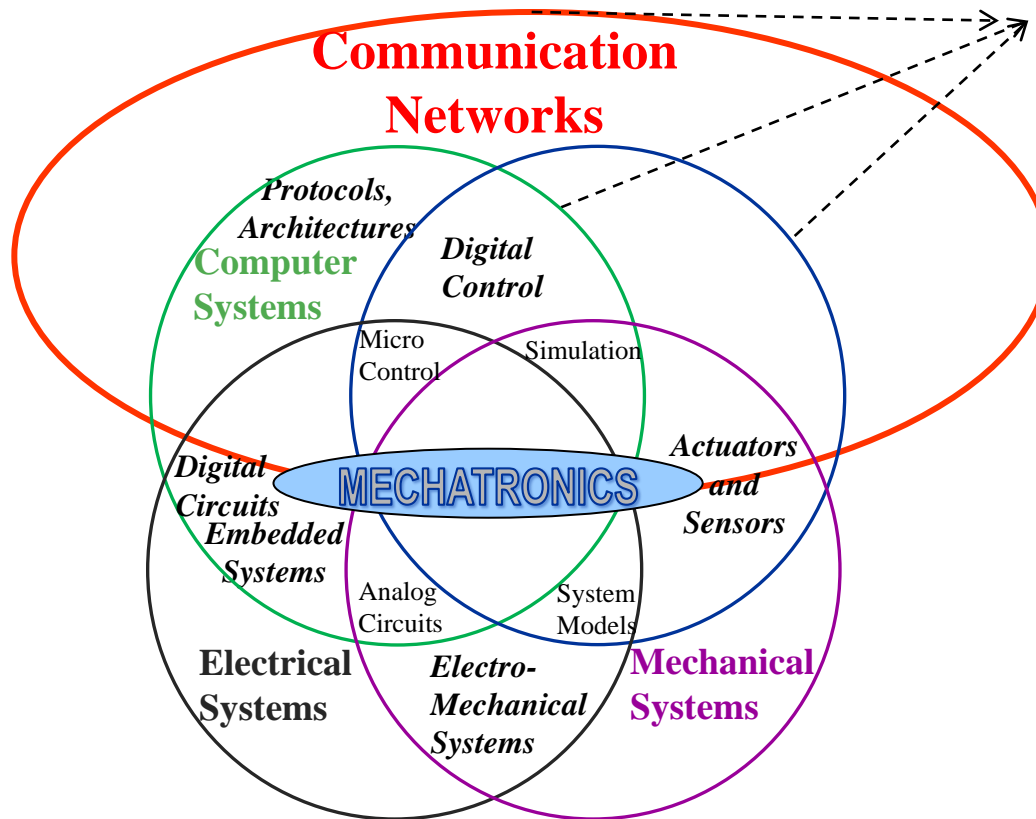 Communication
Networks
Protocols,
Architectures
Computer
Systems
Digital
Control
Micro
Control
Simulation
Digital
Circuits
Embedded
Systems
MECHATRONICS
Actuators
and
Sensors
Analog
Circuits
System
Models
Electrical
Systems
Electro-
Mechanical
Systems
Mechanical
Systems